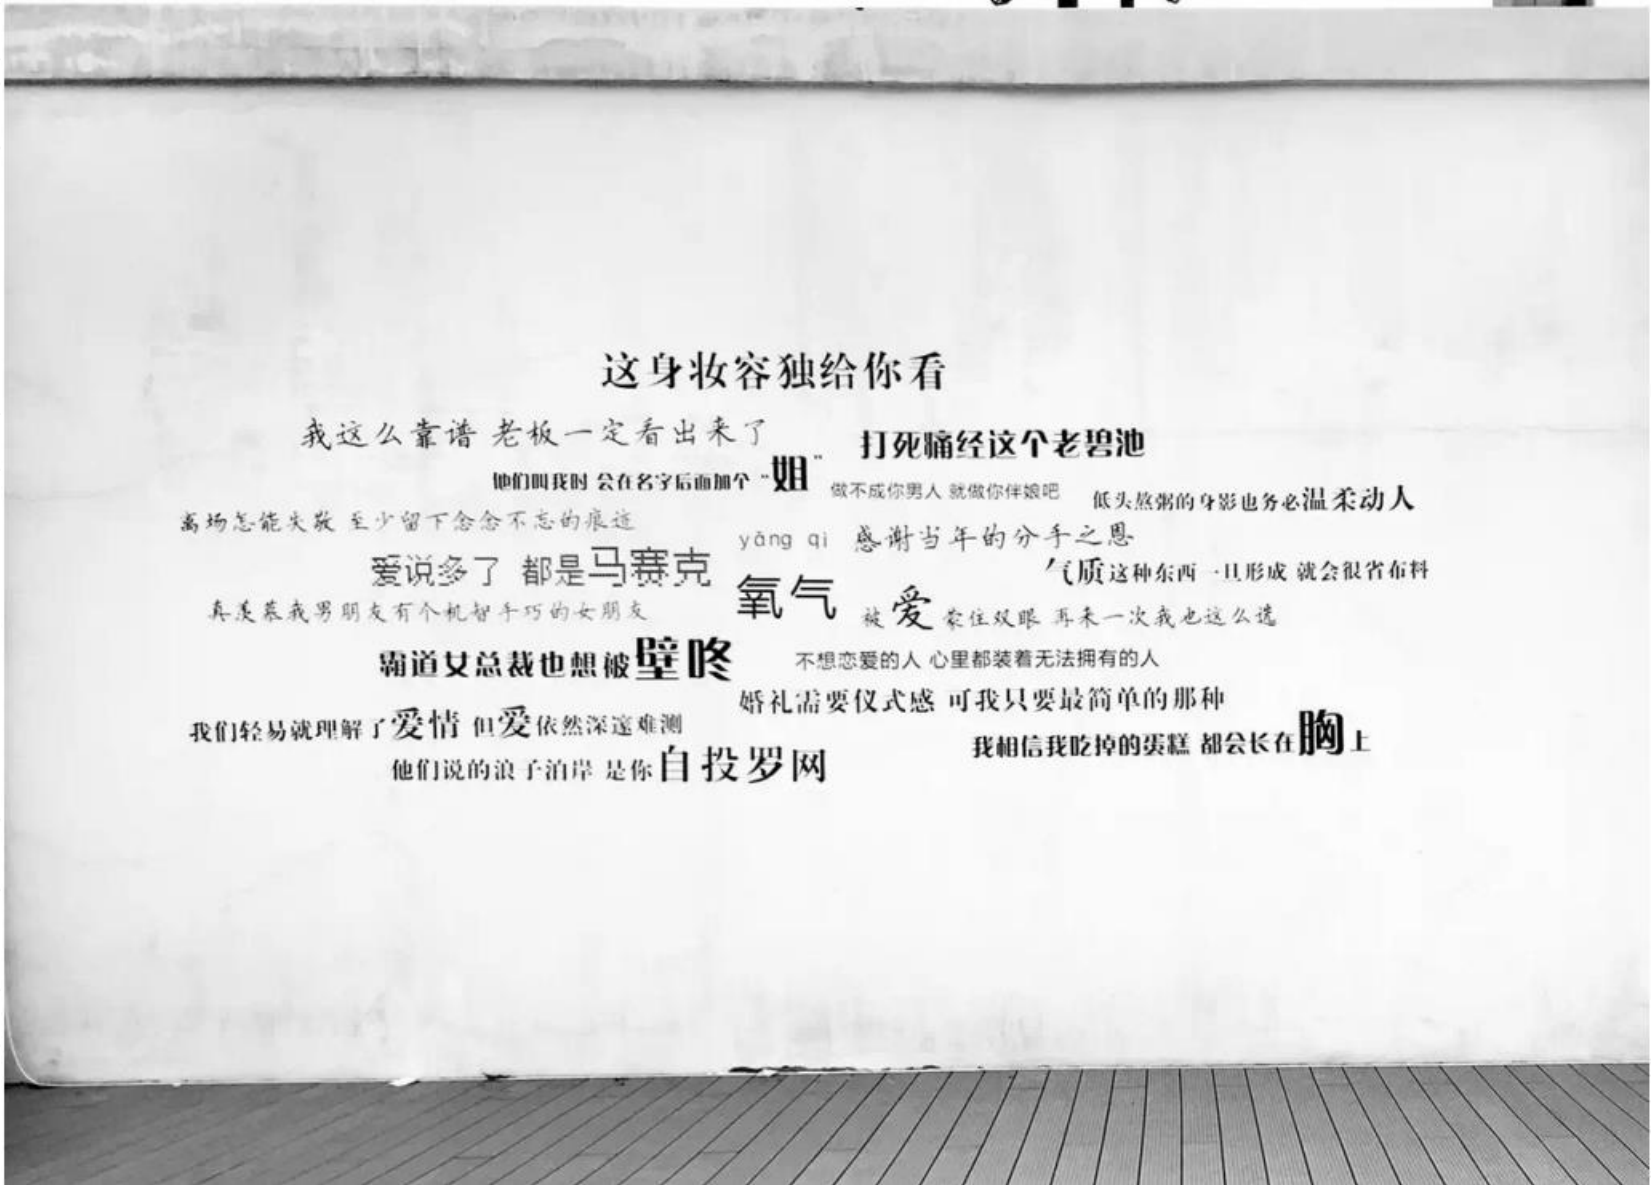 这身妆容独给你看
我这么靠谱 老板一定看出来了
打死痛经这个老碧池
他们叫我时 会在名字后面加个“姐”
做不成你男人 就做你伴娘吧
低头熬粥的身影也务必温柔动人
离场怎能失散 至少留下念念不忘的痕迹
yǎng qi
感谢当年的分手之恩
爱说多了 都是马赛克
氧气
气质这种东西一旦形成 就会很省布料
真羡慕我男朋友有个机智手巧的女朋友
被爱蒙住双眼 再来一次我也这么选
霸道女总裁也想被壁咚
不想恋爱的人 心里都装着无法拥有的人
婚礼需要仪式感 可我只要最简单的那种
我们轻易就理解了爱情 但爱依然深邃难测
我相信我吃掉的蛋糕 都会长在胸上
他们说的浪子泊岸 是你自投罗网